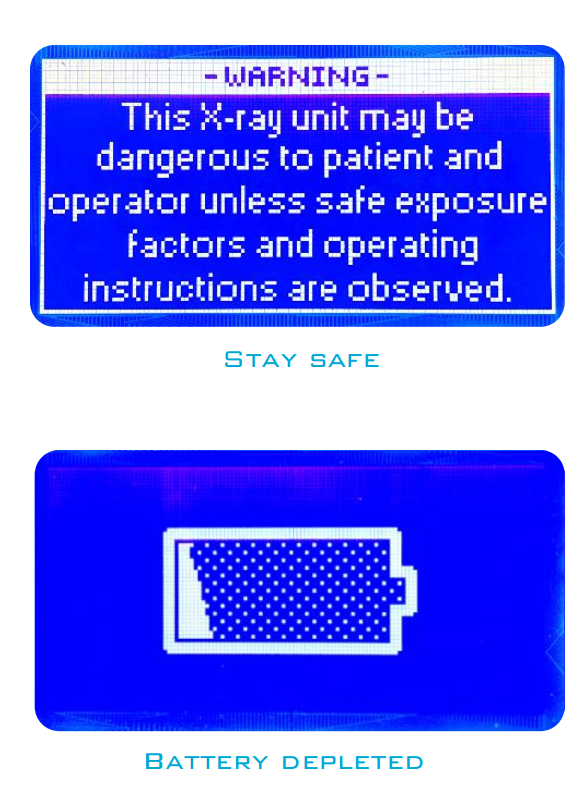 -WARNING-
This X-ray unit may be
dangerous to patient and
operator unless safe exposure
factors and operating
instructions are observed.
Stay safe
Battery depleted